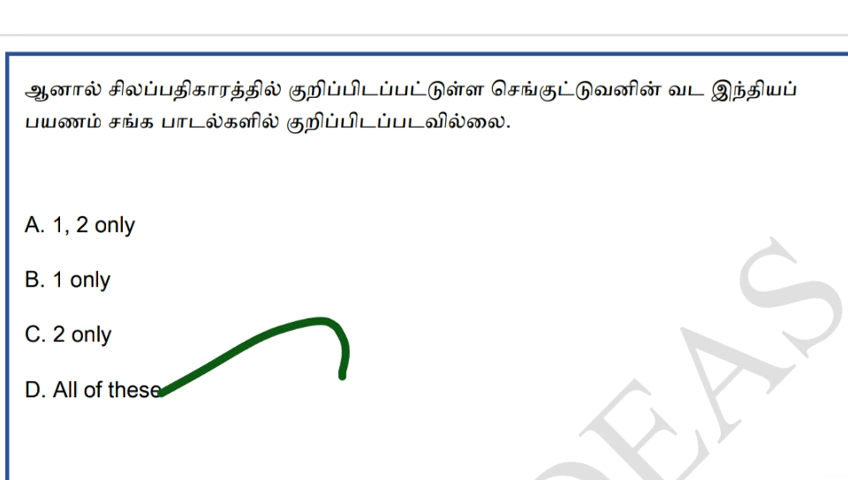 ஆனால் சிலப்பதிகாரத்தில் குறிப்பிடப்பட்டுள்ள செங்குட்டுவனின் வட இந்தியப்
பயணம் சங்க பாடல்களில் குறிப்பிடப்படவில்லை.
A. 1, 2 only
B. 1 only
C. 2 only
D. All of these